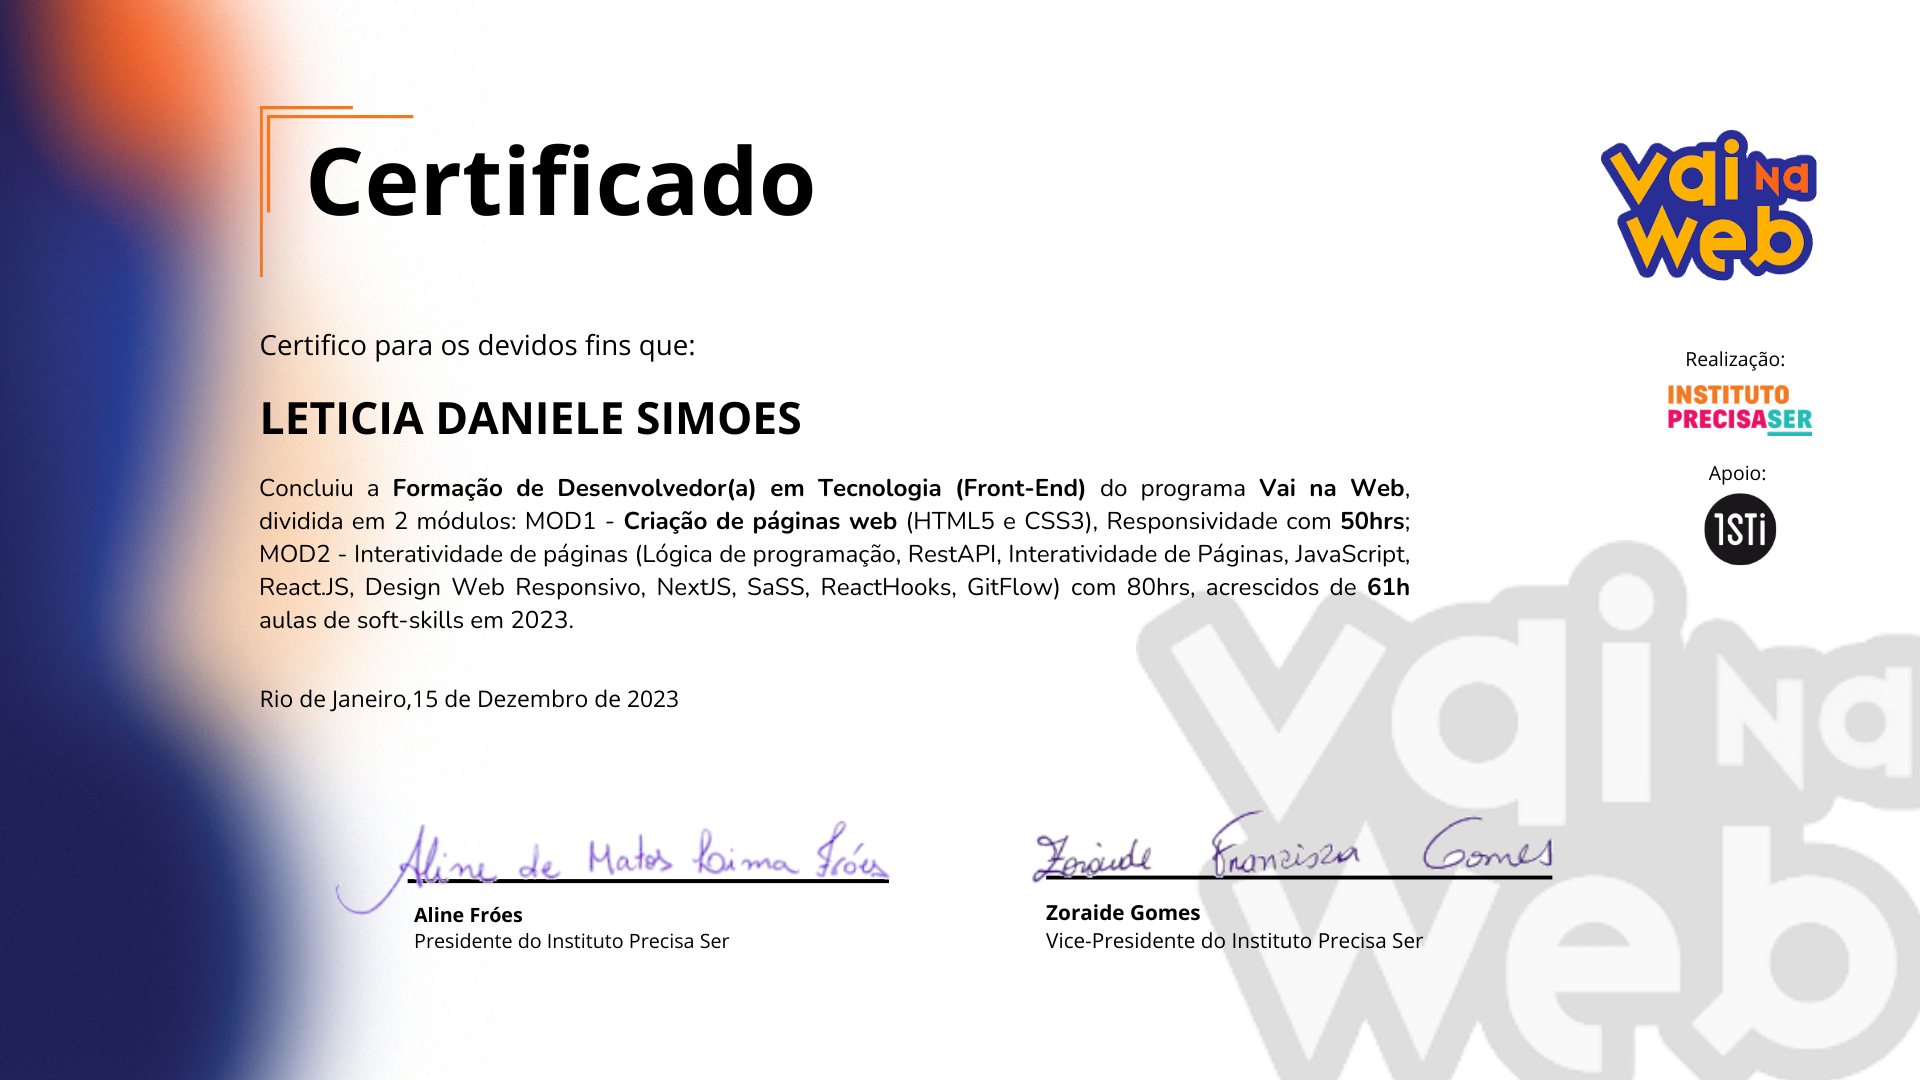 Certificado
Vai na
Web
Certifico para os devidos fins que:
LETICIA DANIELE SIMOES
Concluiu a Formação de Desenvolvedor(a) em Tecnologia (Front-End) do programa Vai na Web,
dividida em 2 módulos: MOD1 - Criação de páginas web (HTML5 e CSS3), Responsividade com 50hrs;
MOD2 - Interatividade de páginas (Lógica de programação, RestAPI, Interatividade de Páginas, JavaScript,
React.JS, Design Web Responsivo, NextJS, SaSS, ReactHooks, GitFlow) com 80hrs, acrescidos de 61h
aulas de soft-skills em 2023.
Rio de Janeiro,15 de Dezembro de 2023
Realização:
INSTITUTO
PRECISASER
Apoio:
1STi
Vai na
Web
Aline de Matos Lima Fróes
Aline Fróes
Presidente do Instituto Precisa Ser
Zoraide Francisca Gomes
Zoraide Gomes
Vice-Presidente do Instituto Precisa Ser